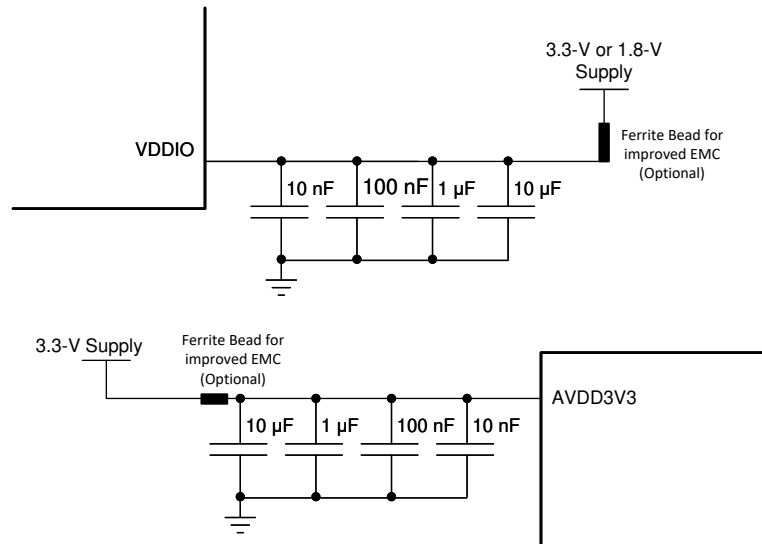 3.3-V or 1.8-V
Supply
VDDIO
Ferrite Bead for
improved EMC
(Optional)
10 nF
100 nF
1 µF
10 µF
3.3-V Supply
Ferrite Bead for
improved EMC
(Optional)
AVDD3V3
10 µF
1 µF
100 nF
10 nF